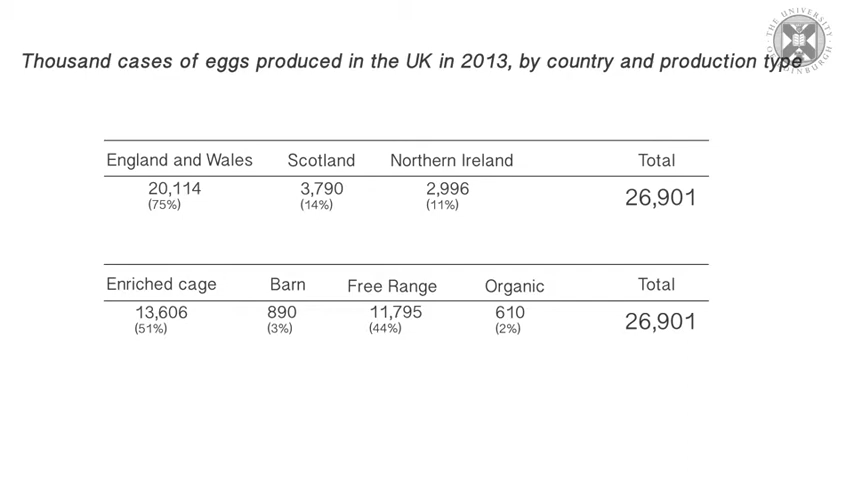 THE UNIVERSITY
Thousand cases of eggs produced in the UK in 2013, by country and production type
England and Wales Scotland Northern Ireland Total
20,114 3,790 2,996 26,901
(75%) (14%) (11%)
Enriched cage Barn Free Range Organic Total
13,606 890 11,795 610 26,901
(51%) (3%) (44%) (2%)